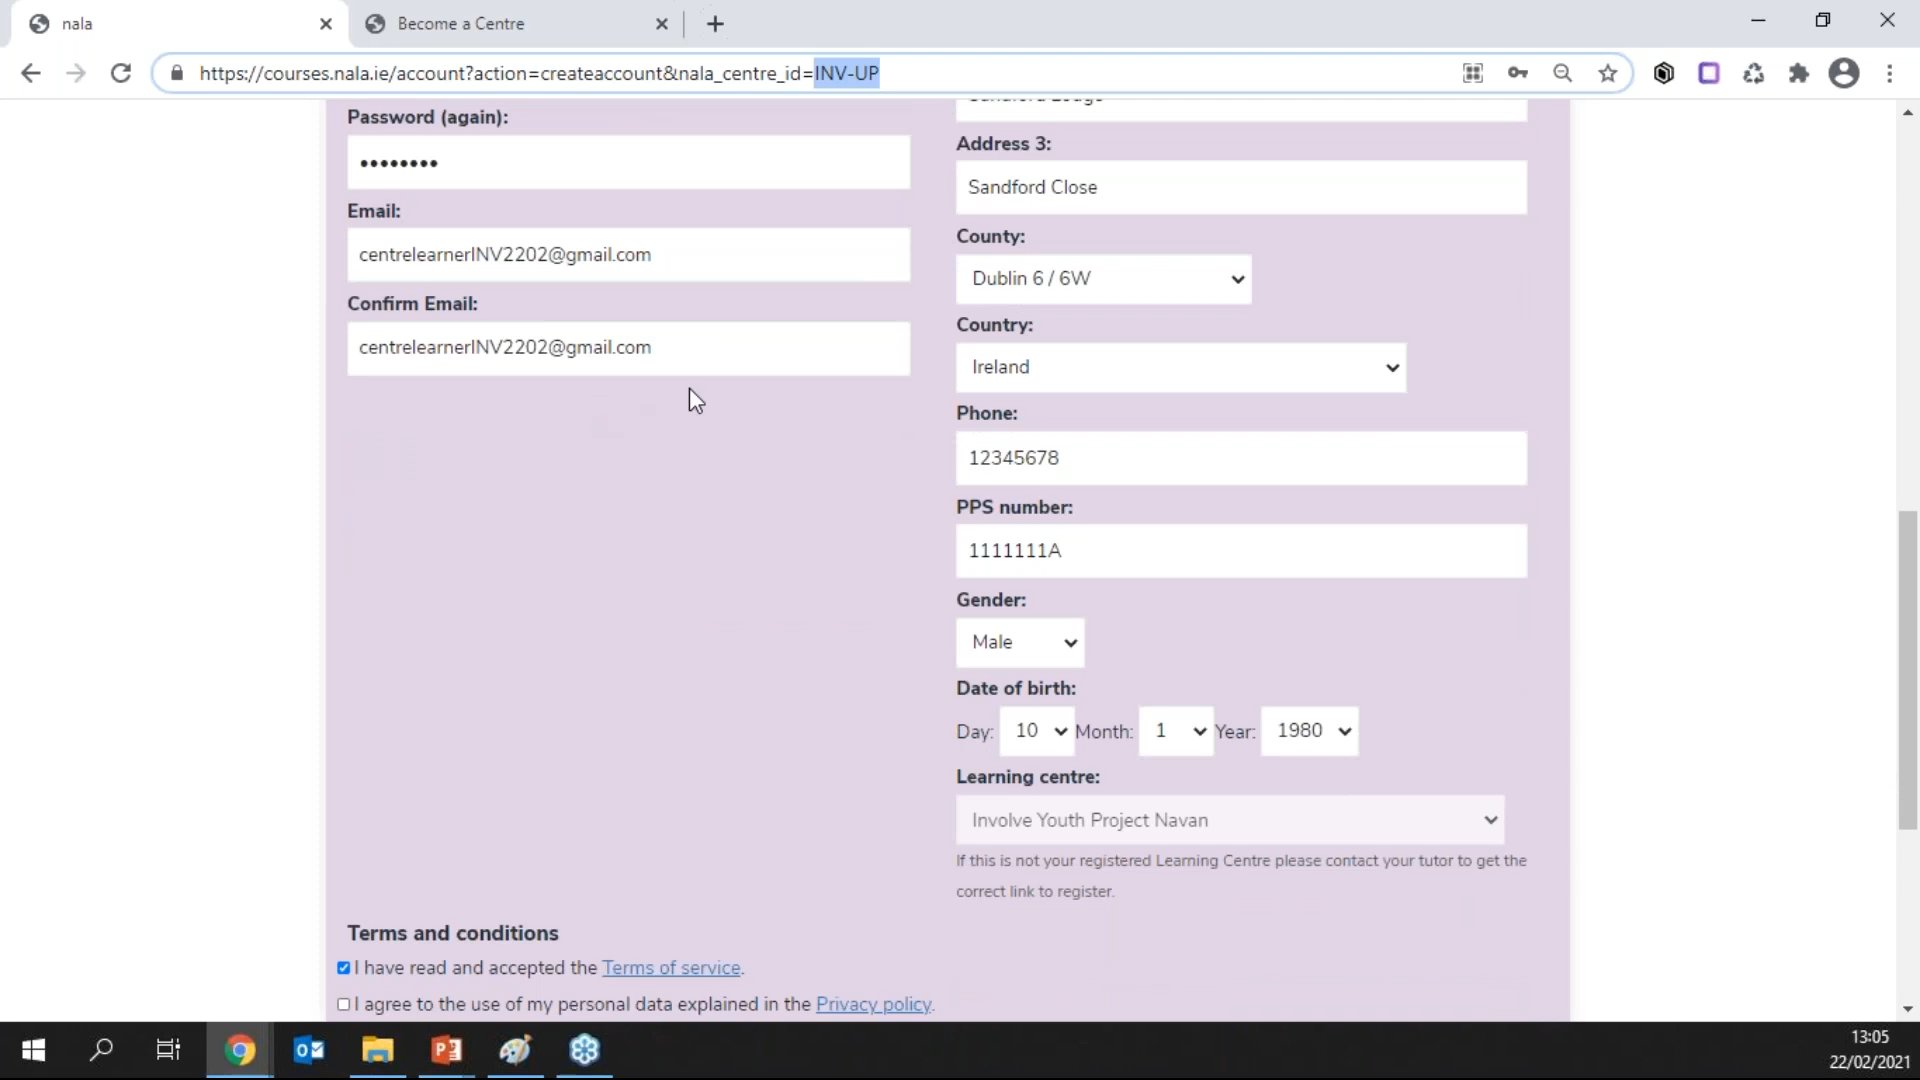 nala
Become a Centre
https://courses.nala.ie/account?action=createaccount&nala_centre_id=INV-UP
Password (again):
••••••••
Email:
centrelearnerINV2202@gmail.com
Confirm Email:
centrelearnerINV2202@gmail.com
Sandford Lodge
Address 3:
Sandford Close
County:
Dublin 6 / 6W
Country:
Ireland
Phone:
12345678
PPS number:
1111111A
Gender:
Male
Date of birth:
Day: 10 Month: 1 Year: 1980
Learning centre:
Involve Youth Project Navan
If this is not your registered Learning Centre please contact your tutor to get the
correct link to register.
Terms and conditions
I have read and accepted the Terms of service.
I agree to the use of my personal data explained in the Privacy policy.
13:05
22/02/2021